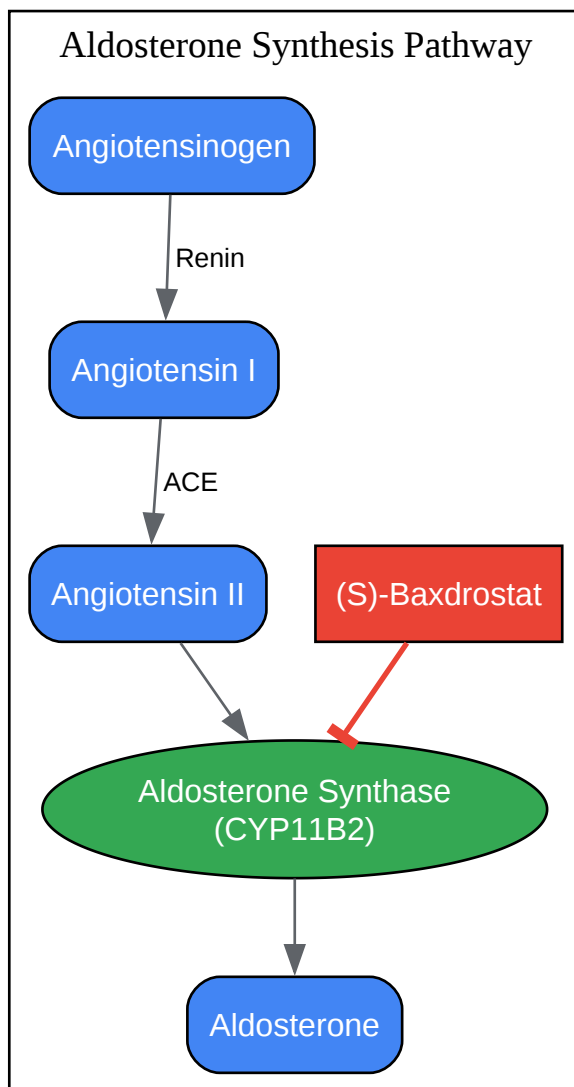 Aldosterone Synthesis Pathway
Angiotensinogen
Renin
Angiotensin I
ACE
Angiotensin II
(S)-Baxdrostat
Aldosterone Synthase
(CYP11B2)
Aldosterone